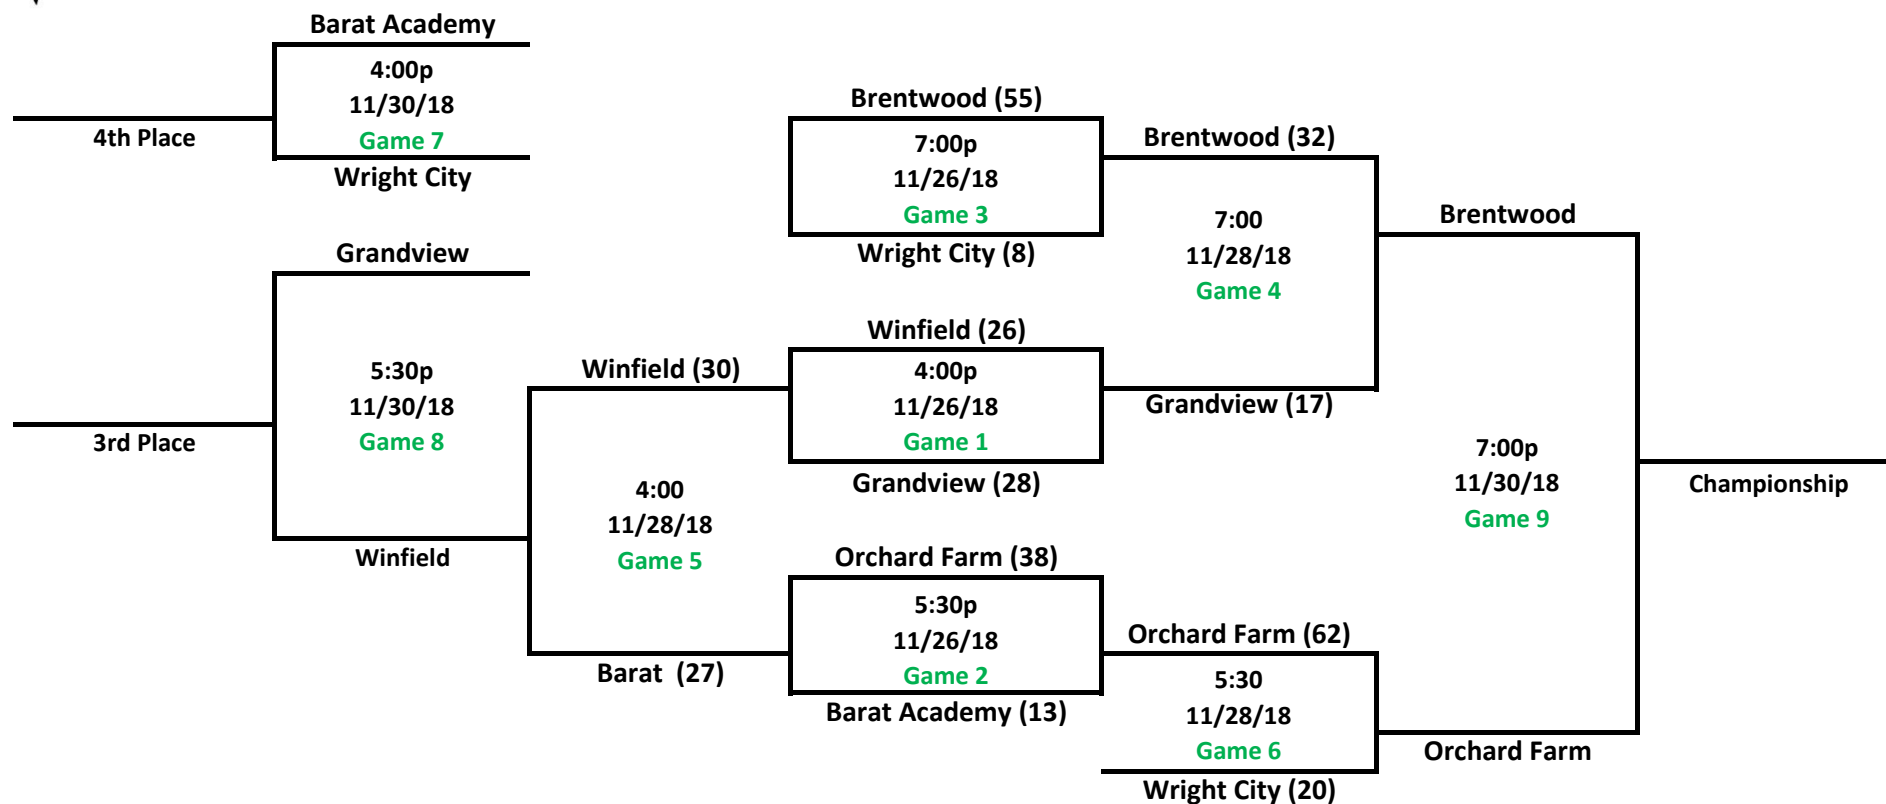 Barat Academy
4:00p
11/30/18
Game 7
4th Place
Wright City
Grandview
5:30p
11/30/18
Game 8
3rd Place
Winfield
Winfield (30)
4:00
11/28/18
Game 5
Barat  (27)
Brentwood (55)
7:00p
11/26/18
Game 3
Wright City (8)
Winfield (26)
4:00p
11/26/18
Game 1
Grandview (28)
Orchard Farm (38)
5:30p
11/26/18
Game 2
Barat Academy (13)
Brentwood (32)
7:00
11/28/18
Game 4
Grandview (17)
Orchard Farm (62)
5:30
11/28/18
Game 6
Wright City (20)
Brentwood
7:00p
11/30/18
Game 9
Orchard Farm
Championship